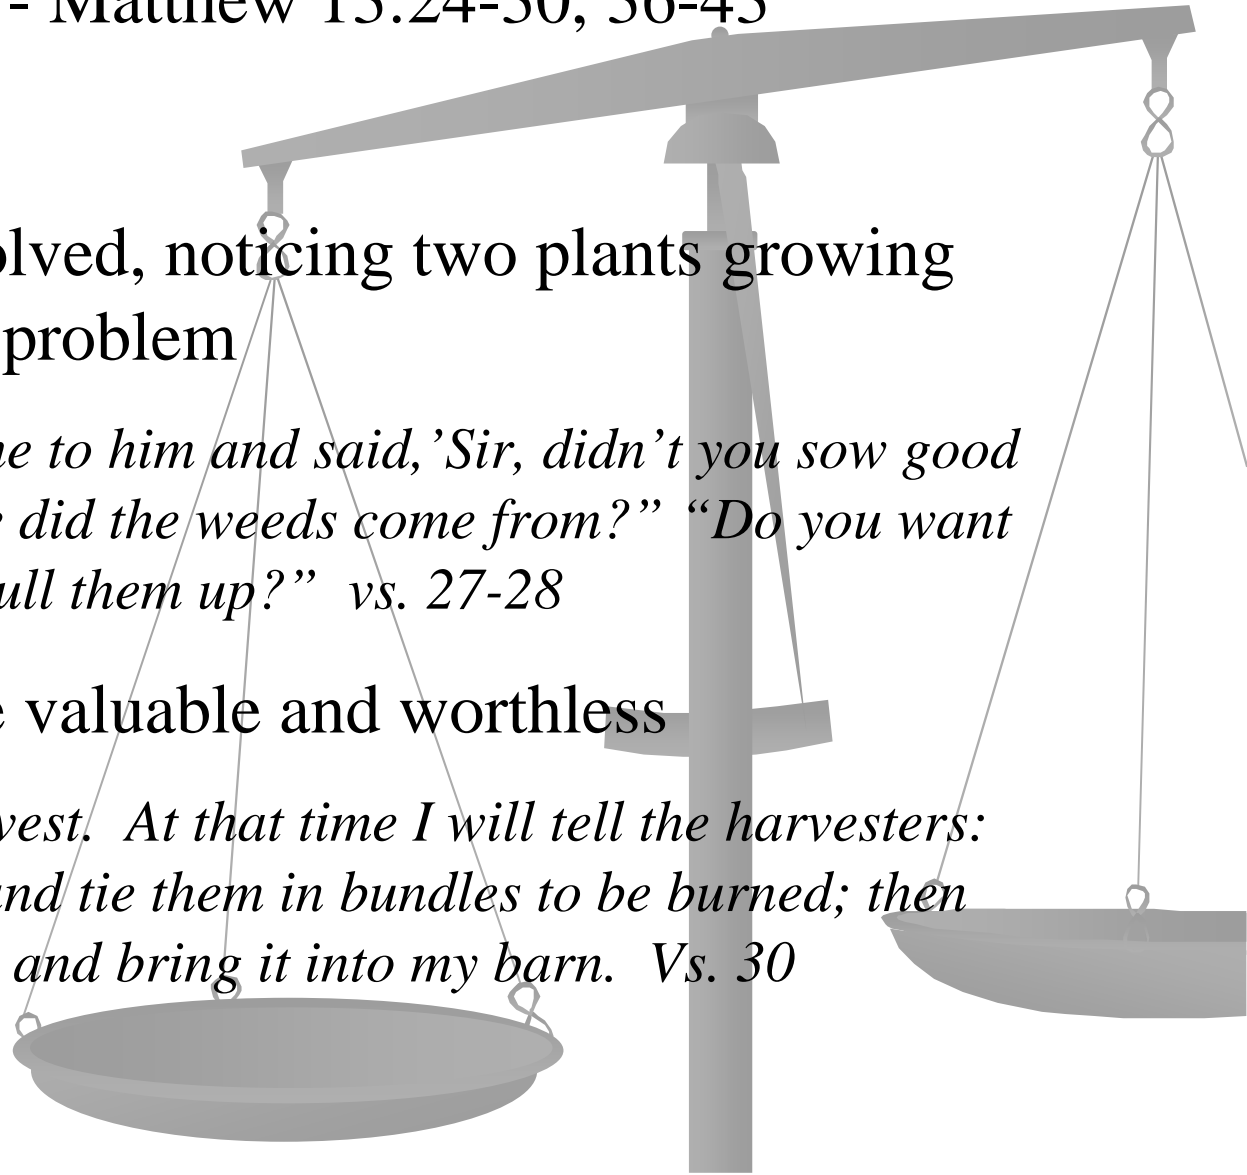 - Matthew 13:24-30, 36-43
olved, noticing two plants growing
problem
ne to him and said,’Sir, didn’t you sow good
did the weeds come from?” “Do you want
ull them up?” vs. 27-28
e valuable and worthless
vest. At that time I will tell the harvesters:
and tie them in bundles to be burned; then
and bring it into my barn. Vs. 30